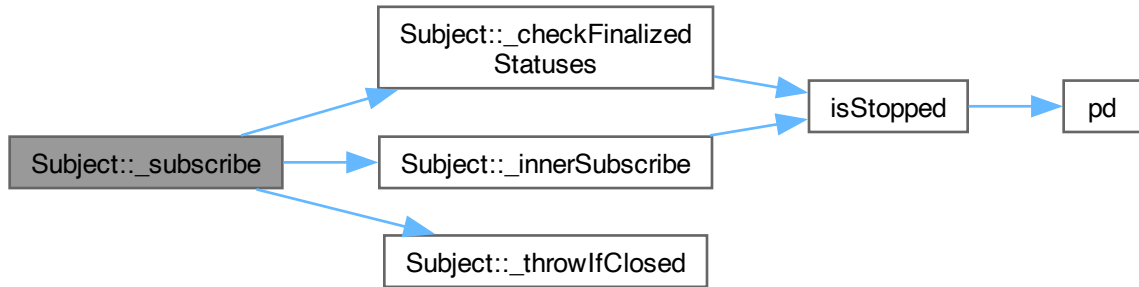 Subject::_checkFinalized
Statuses
isStopped
pd
Subject::_subscribe
Subject::_innerSubscribe
Subject::_throwIfClosed